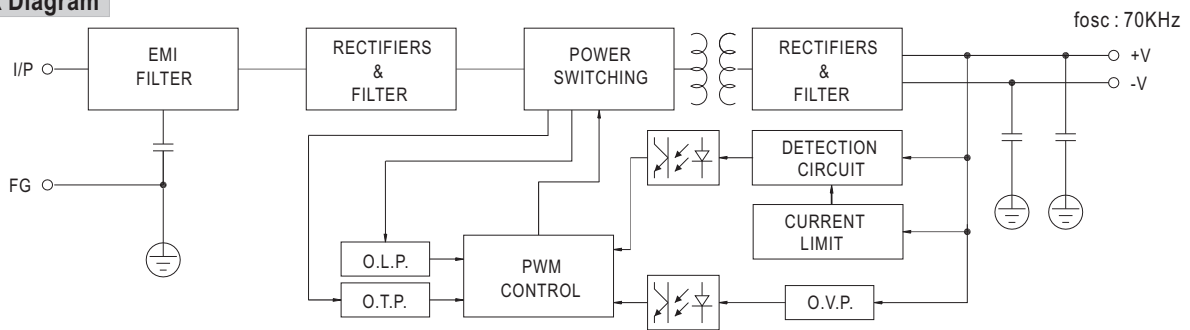 Diagram
fosc : 70KHz
I/P
EMI
FILTER
RECTIFIERS
&
FILTER
POWER
SWITCHING
RECTIFIERS
&
FILTER
+V
-V
DETECTION
CIRCUIT
FG
CURRENT
LIMIT
O.L.P.
PWM
CONTROL
O.T.P.
O.V.P.